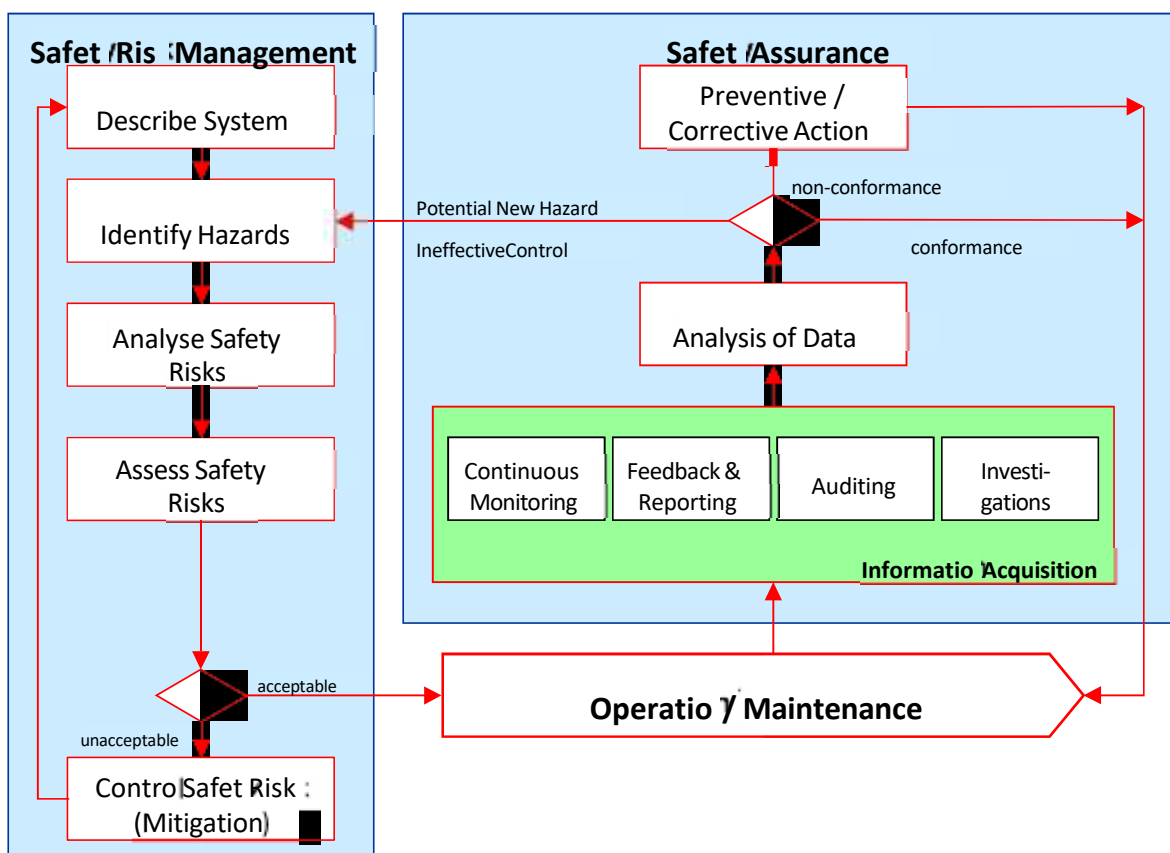 Safet Ris Management
Describe System
Identify Hazards
Analyse Safety
Risks
Assess Safety
Risks
acceptable
unacceptable
Contro Safet Risk
(Mitigation)
Safet Assurance
Preventive /
Corrective Action
non-conformance
Potential New Hazard
IneffectiveControl
conformance
Analysis of Data
Continuous
Monitoring
Feedback &
Reporting
Auditing
Investi-
gations
Informatio Acquisition
Operatio / Maintenance